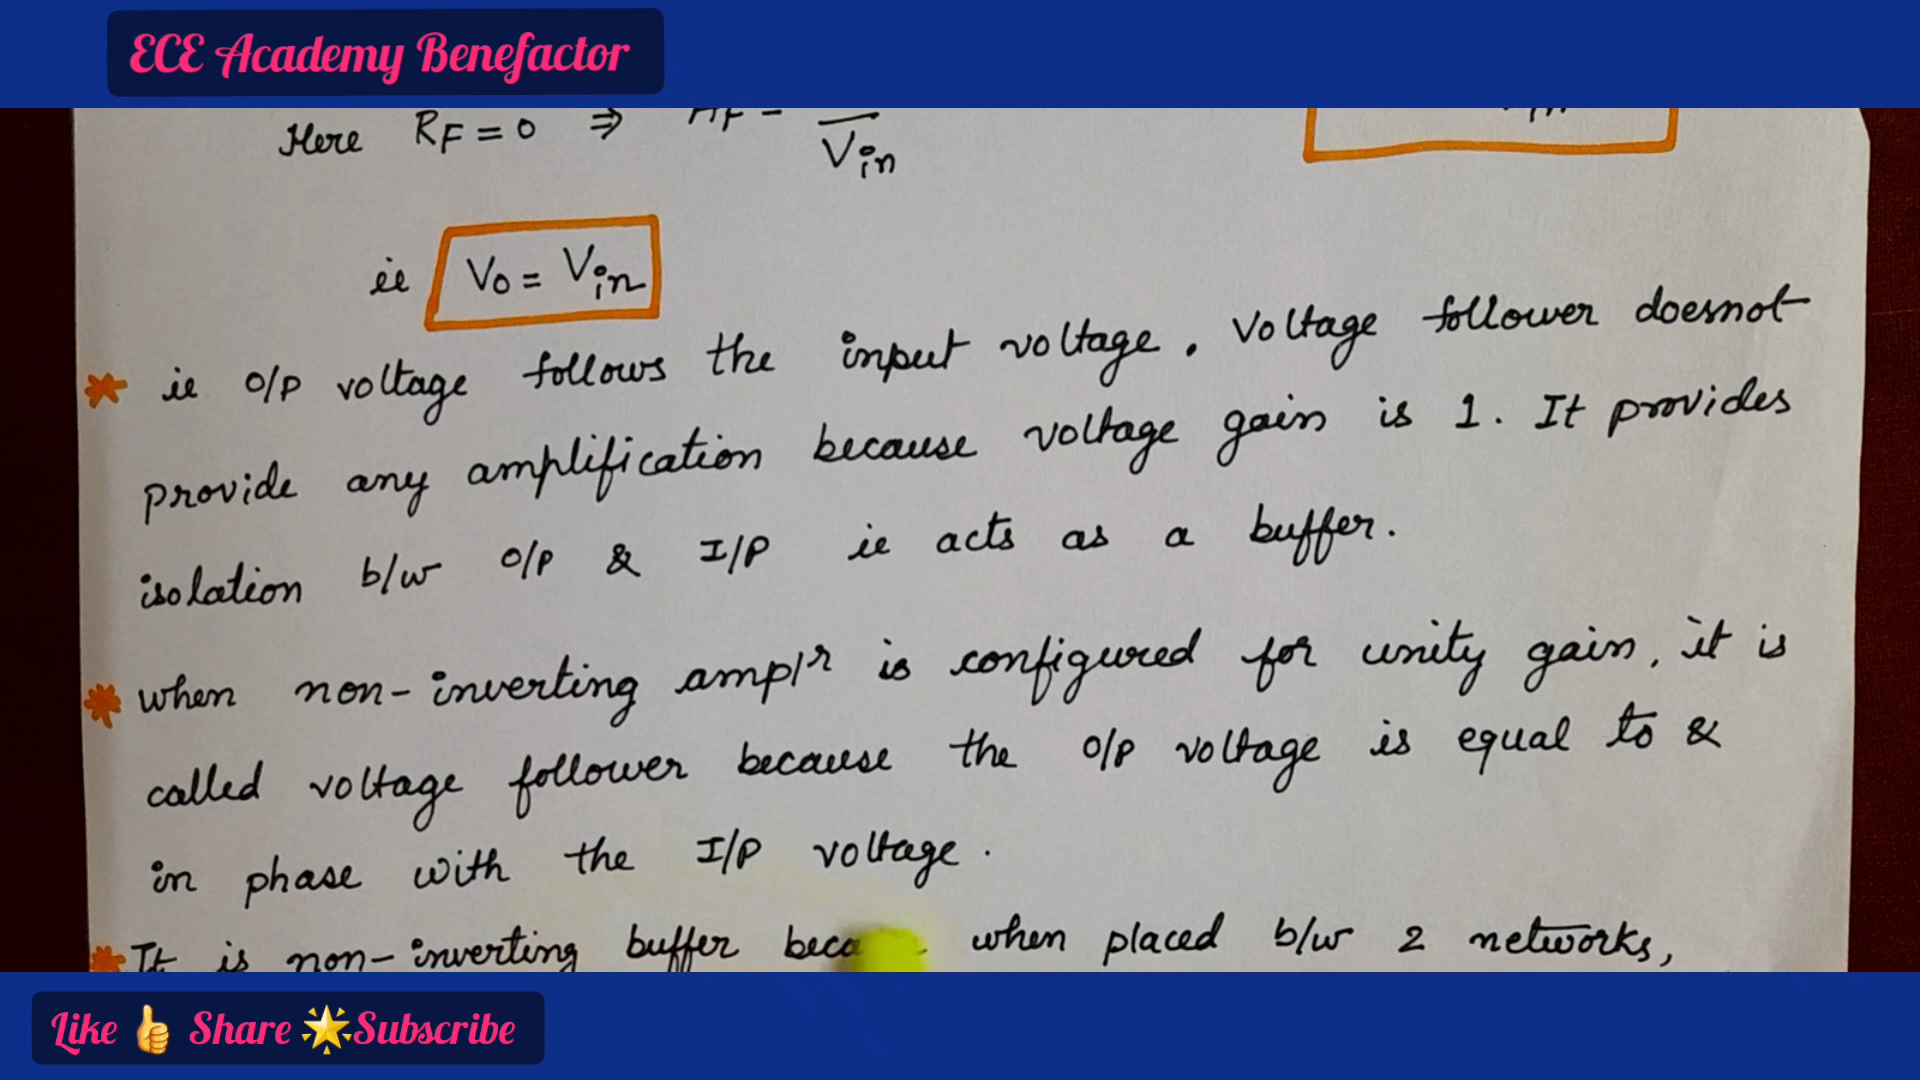 ECE Academy Benefactor
Here RF = 0 ⇒ AF = Vin
Vin
ie Vo = Vin
ie O/P voltage follows the input voltage. Voltage follower doesnot
provide any amplification because voltage gain is 1. It provides
isolation b/w O/P & I/P ie acts as a buffer.
when non-inverting amplr is configured for unity gain, it is
called voltage follower because the O/P voltage is equal to &
in phase with the I/P voltage.
It is non-inverting buffer when placed b/w 2 networks,
Like 👍 Share 🌟Subscribe